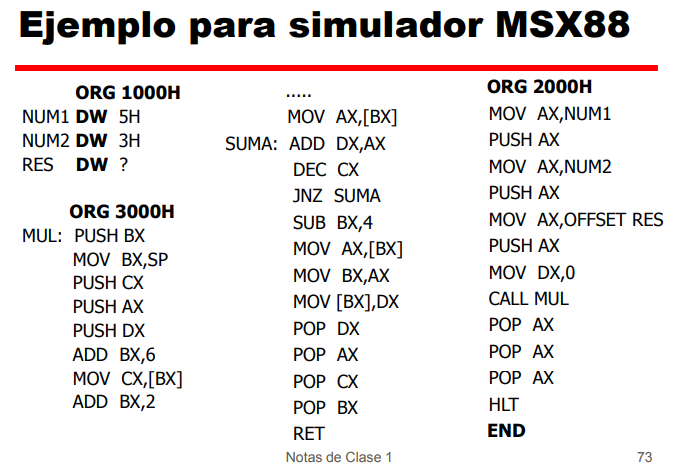 Ejemplo para simulador MSX88
ORG 1000H
NUM1 DW 5H
NUM2 DW 3H
RES DW ?
ORG 3000H
MUL: PUSH BX
MOV BX,SP
PUSH CX
PUSH AX
PUSH DX
ADD BX,6
MOV CX,[BX]
ADD BX,2
.....
MOV AX,[BX]
SUMA: ADD DX,AX
DEC CX
JNZ SUMA
SUB BX,4
MOV AX,[BX]
MOV BX,AX
MOV [BX],DX
POP DX
POP AX
POP CX
POP BX
RET
ORG 2000H
MOV AX,NUM1
PUSH AX
MOV AX,NUM2
PUSH AX
MOV AX,OFFSET RES
PUSH AX
MOV DX,0
CALL MUL
POP AX
POP AX
POP AX
HLT
END
Notas de Clase 1
73